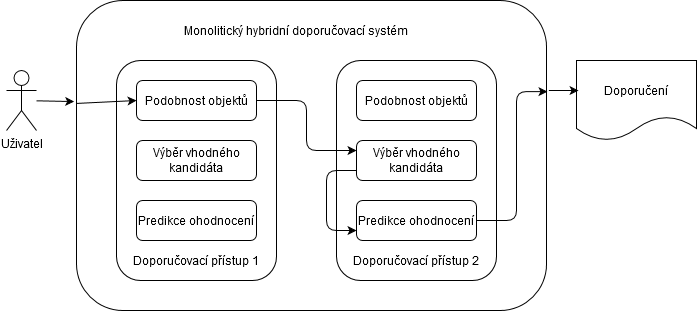 Monolitický hybridní doporučovací systém
Uživatel
Podobnost objektů
Výběr vhodného
kandidáta
Predikce ohodnocení
Doporučovací přístup 1
Podobnost objektů
Výběr vhodného
kandidáta
Predikce ohodnocení
Doporučovací přístup 2
Doporučení